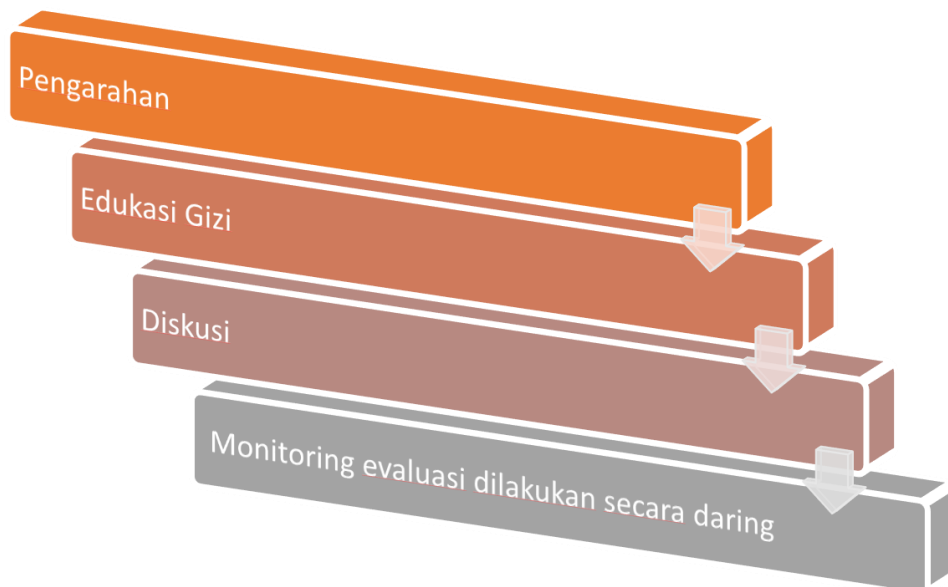 Pengarahan
Edukasi Gizi
Diskusi
Monitoring evaluasi dilakukan secara daring